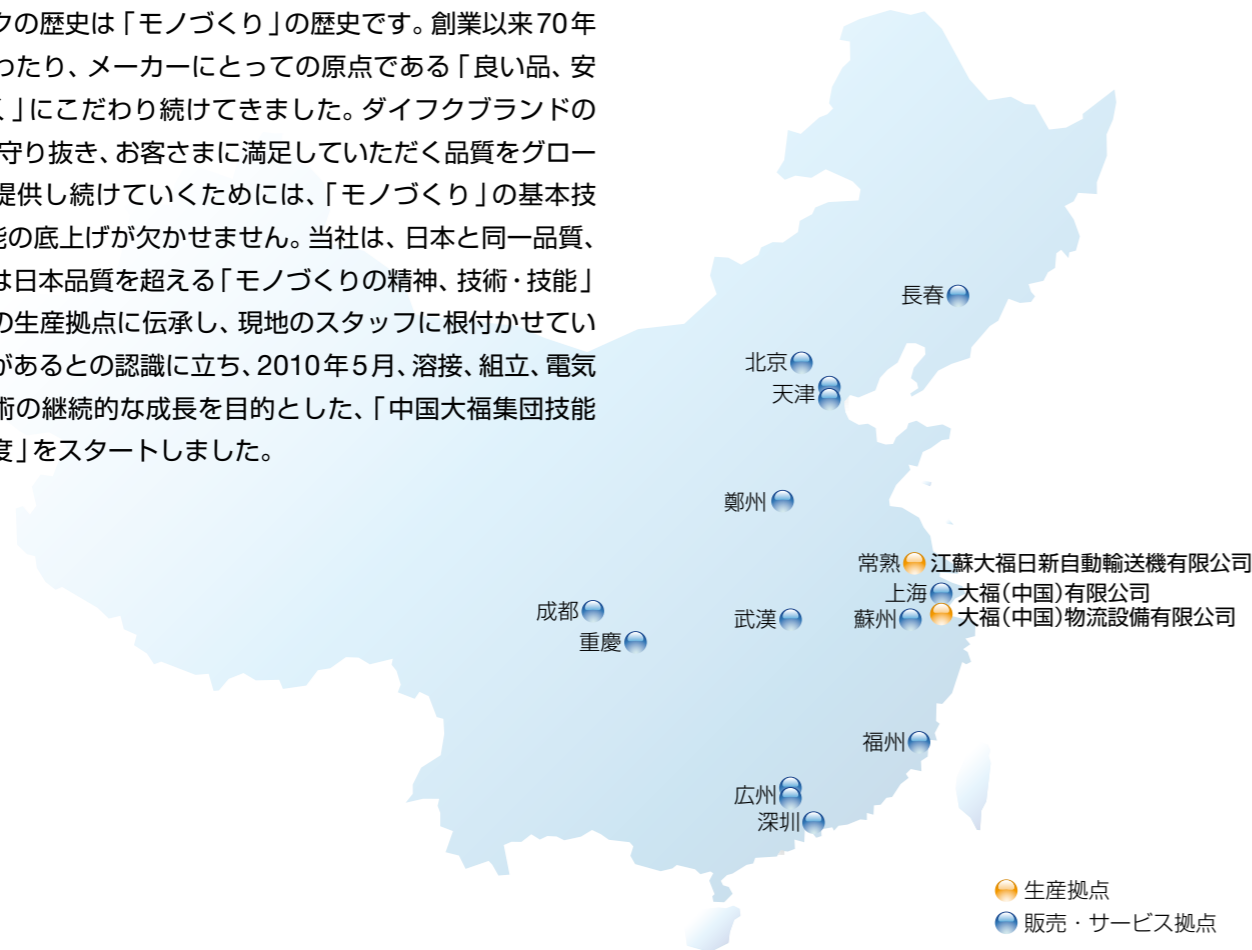 クの歴史は「モノづくり」の歴史です。創業以来70年
わったり、メーカーにとっての原点である「良い品、安
く」にこだわり続けてきました。ダイフクブランドの
守り抜き、お客さまに満足していただく品質をグロー
提供し続けていくためには、「モノづくり」の基本技
能の底上げが欠かせません。当社は、日本と同一品質、
は日本品質を超える「モノづくりの精神、技術・技能」
の生産拠点に伝承し、現地のスタッフに根付かせてい
があるとの認識に立ち、2010年5月、溶接、組立、電気
術の継続的な成長を目的とした、「中国大福集団技能
度」をスタートしました。
長春
北京
天津
鄭州
常熟 江蘇大福日新自動輸送機有限公司
上海 大福(中国)有限公司
蘇州 大福(中国)物流設備有限公司
成都
武漢
重慶
福州
広州
深圳
生産拠点
販売・サービス拠点